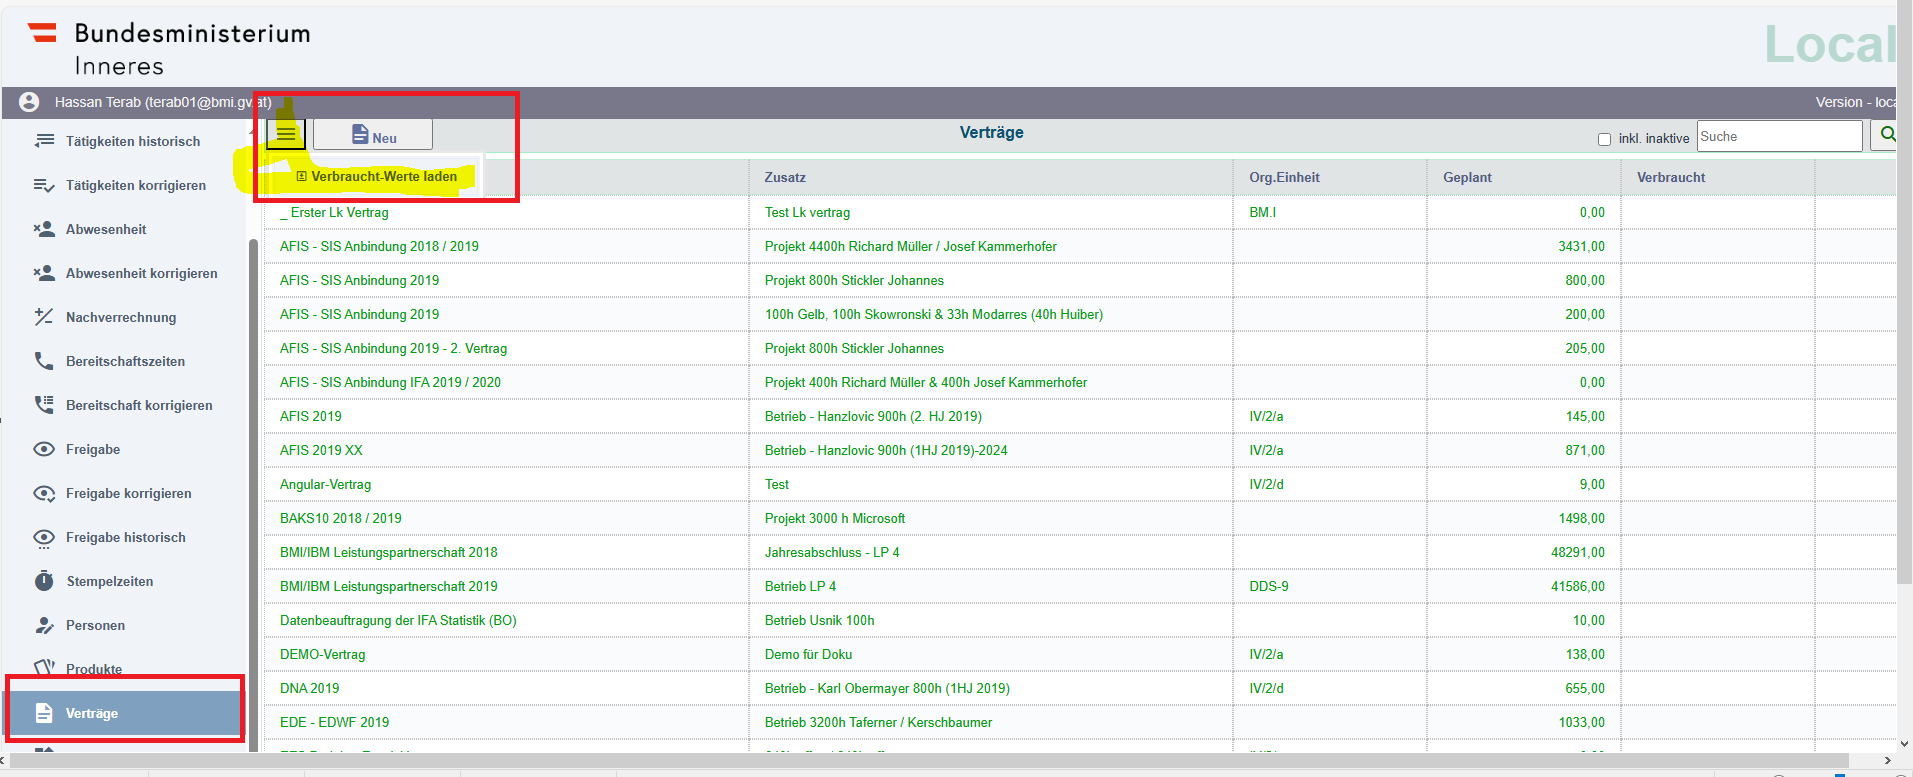 Bundesministerium
Inneres
Local
Hassan Terab (terab01@bmi.gv.at)
Version - loca
Tätigkeiten historisch
Tätigkeiten korrigieren
Abwesenheit
Abwesenheit korrigieren
Nachverrechnung
Bereitschaftszeiten
Bereitschaft korrigieren
Freigabe
Freigabe korrigieren
Freigabe historisch
Stempelzeiten
Personen
Produkte
Verträge
Neu
Verträge
inkl. inaktive
Suche
Verbraucht-Werte laden
Zusatz Org.Einheit Geplant Verbraucht
_ Erster Lk Vertrag Test Lk vertrag BM.I 0,00
AFIS - SIS Anbindung 2018 / 2019 Projekt 4400h Richard Müller / Josef Kammerhofer 3431,00
AFIS - SIS Anbindung 2019 Projekt 800h Stickler Johannes 800,00
AFIS - SIS Anbindung 2019 100h Gelb, 100h Skowronski & 33h Modarres (40h Huiber) 200,00
AFIS - SIS Anbindung 2019 - 2. Vertrag Projekt 800h Stickler Johannes 205,00
AFIS - SIS Anbindung IFA 2019 / 2020 Projekt 400h Richard Müller & 400h Josef Kammerhofer 0,00
AFIS 2019 Betrieb - Hanzlovic 900h (2. HJ 2019) IV/2/a 145,00
AFIS 2019 XX Betrieb - Hanzlovic 900h (1HJ 2019)-2024 IV/2/a 871,00
Angular-Vertrag Test IV/2/d 9,00
BAKS10 2018 / 2019 Projekt 3000 h Microsoft 1498,00
BMI/IBM Leistungspartnerschaft 2018 Jahresabschluss - LP 4 48291,00
BMI/IBM Leistungspartnerschaft 2019 Betrieb LP 4 DDS-9 41586,00
Datenbeauftragung der IFA Statistik (BO) Betrieb Usnik 100h 10,00
DEMO-Vertrag Demo für Doku IV/2/a 138,00
DNA 2019 Betrieb - Karl Obermayer 800h (1HJ 2019) IV/2/d 655,00
EDE - EDWF 2019 Betrieb 3200h Taferner / Kerschbaumer 1033,00